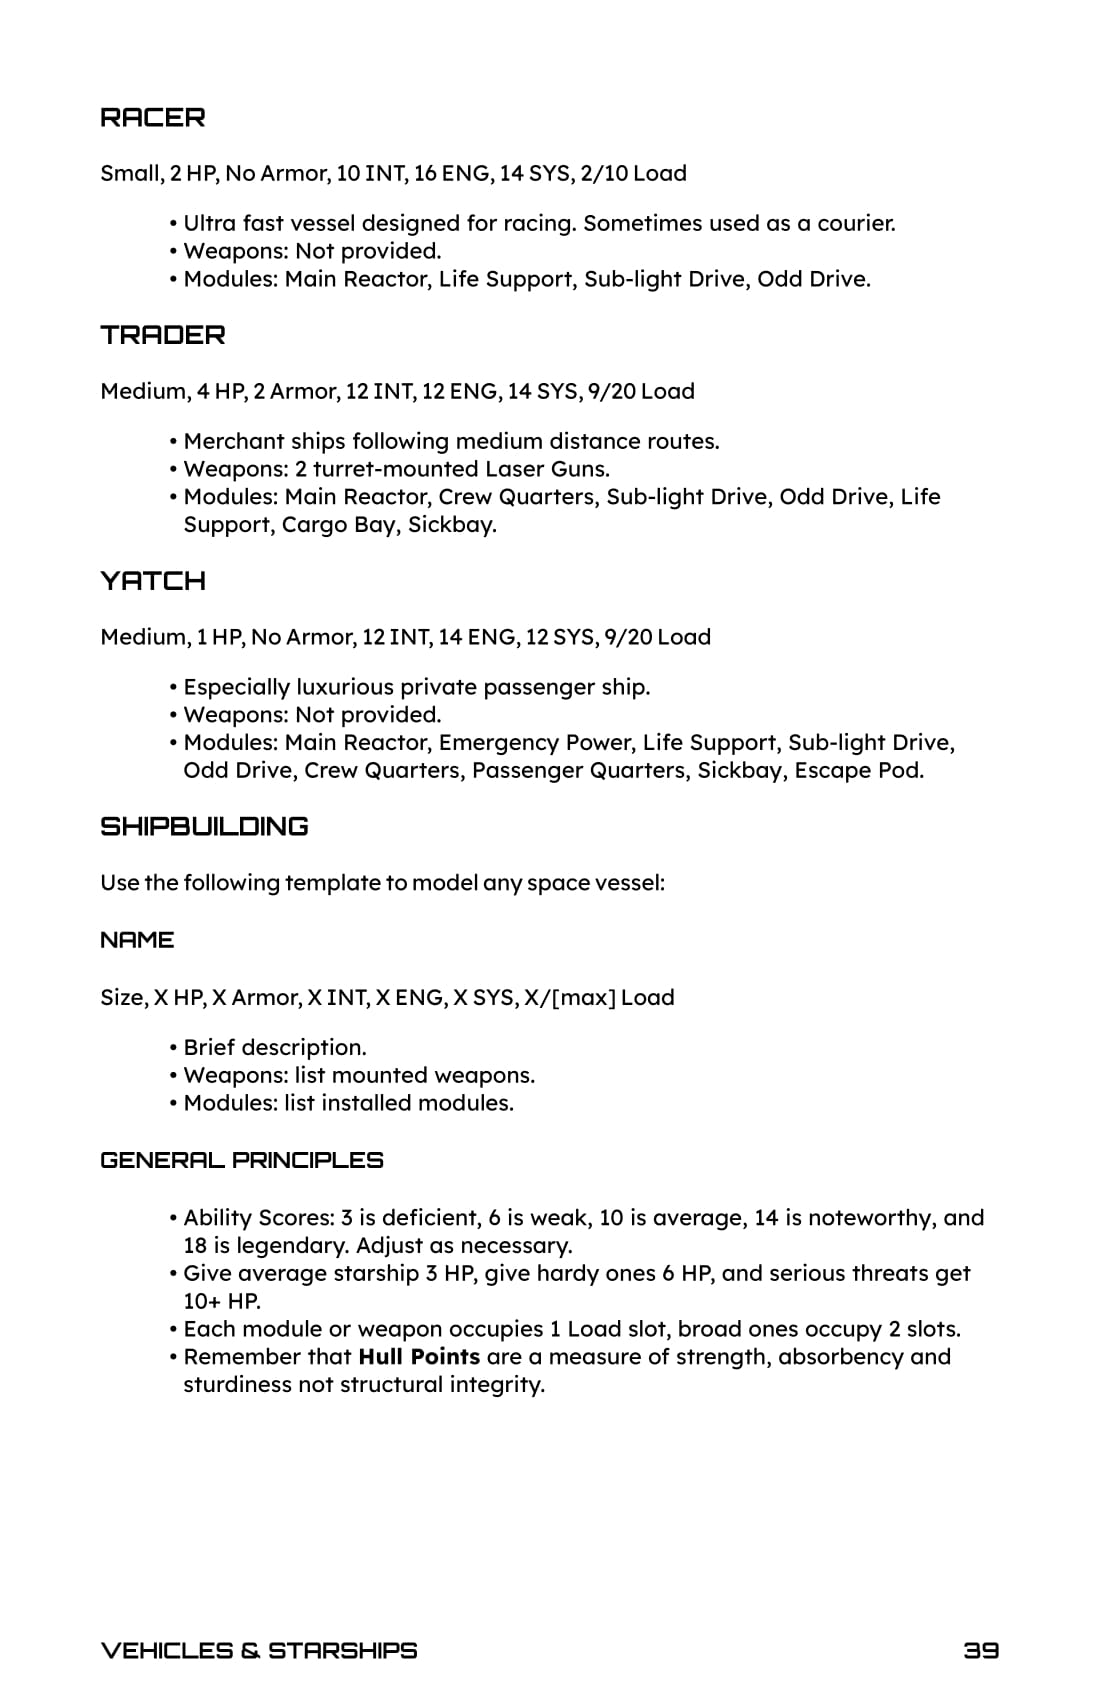 RACER
Small, 2 HP, No Armor, 10 INT, 16 ENG, 14 SYS, 2/10 Load
• Ultra fast vessel designed for racing. Sometimes used as a courier.
• Weapons: Not provided.
• Modules: Main Reactor, Life Support, Sub-light Drive, Odd Drive.
TRADER
Medium, 4 HP, 2 Armor, 12 INT, 12 ENG, 14 SYS, 9/20 Load
• Merchant ships following medium distance routes.
• Weapons: 2 turret-mounted Laser Guns.
• Modules: Main Reactor, Crew Quarters, Sub-light Drive, Odd Drive, Life
Support, Cargo Bay, Sickbay.
YATCH
Medium, 1 HP, No Armor, 12 INT, 14 ENG, 12 SYS, 9/20 Load
• Especially luxurious private passenger ship.
• Weapons: Not provided.
• Modules: Main Reactor, Emergency Power, Life Support, Sub-light Drive,
Odd Drive, Crew Quarters, Passenger Quarters, Sickbay, Escape Pod.
SHIPBUILDING
Use the following template to model any space vessel:
NAME
Size, X HP, X Armor, X INT, X ENG, X SYS, X/[max] Load
• Brief description.
• Weapons: list mounted weapons.
• Modules: list installed modules.
GENERAL PRINCIPLES
• Ability Scores: 3 is deficient, 6 is weak, 10 is average, 14 is noteworthy, and
18 is legendary. Adjust as necessary.
• Give average starship 3 HP, give hardy ones 6 HP, and serious threats get
10+ HP.
• Each module or weapon occupies 1 Load slot, broad ones occupy 2 slots.
• Remember that Hull Points are a measure of strength, absorbency and
sturdiness not structural integrity.
VEHICLES & STARSHIPS 39